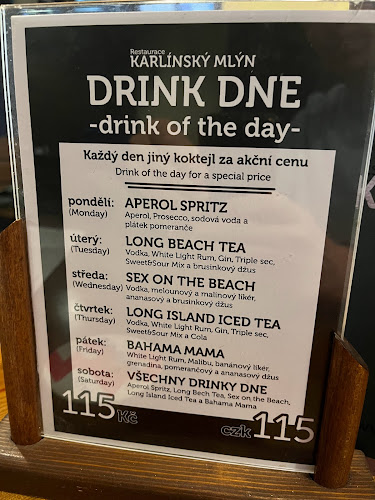 Restaurace
KARLÍNSKÝ MLÝN
DRINK DNE
-drink of the day-
Každý den jiný koktejl za akční cenu
Drink of the day for a special price
pondělí: APEROL SPRITZ
(Monday) Aperol, Prosecco, sodová voda a
plátek pomeranče
úterý: LONG BEACH TEA
(Tuesday) Vodka, White Light Rum, Gin, Triple sec,
Sweet&Sour Mix a brusinkový džus
středa: SEX ON THE BEACH
(Wednesday) Vodka, melounový a malinový likér,
ananasový a brusinkový džus
čtvrtek: LONG ISLAND ICED TEA
(Thursday) Vodka, White Light Rum, Gin, Triple sec,
Sweet&Sour Mix a Cola
pátek: BAHAMA MAMA
(Friday) White Light Rum, Malibu, banánový likér,
grenadina, pomerančový a ananasový džus
sobota: VŠECHNY DRINKY DNE
(Saturday) Aperol Spritz, Long Bech Tea, Sex on the Beach,
Long Island Iced Tea a Bahama Mama
115 Kč czk 115